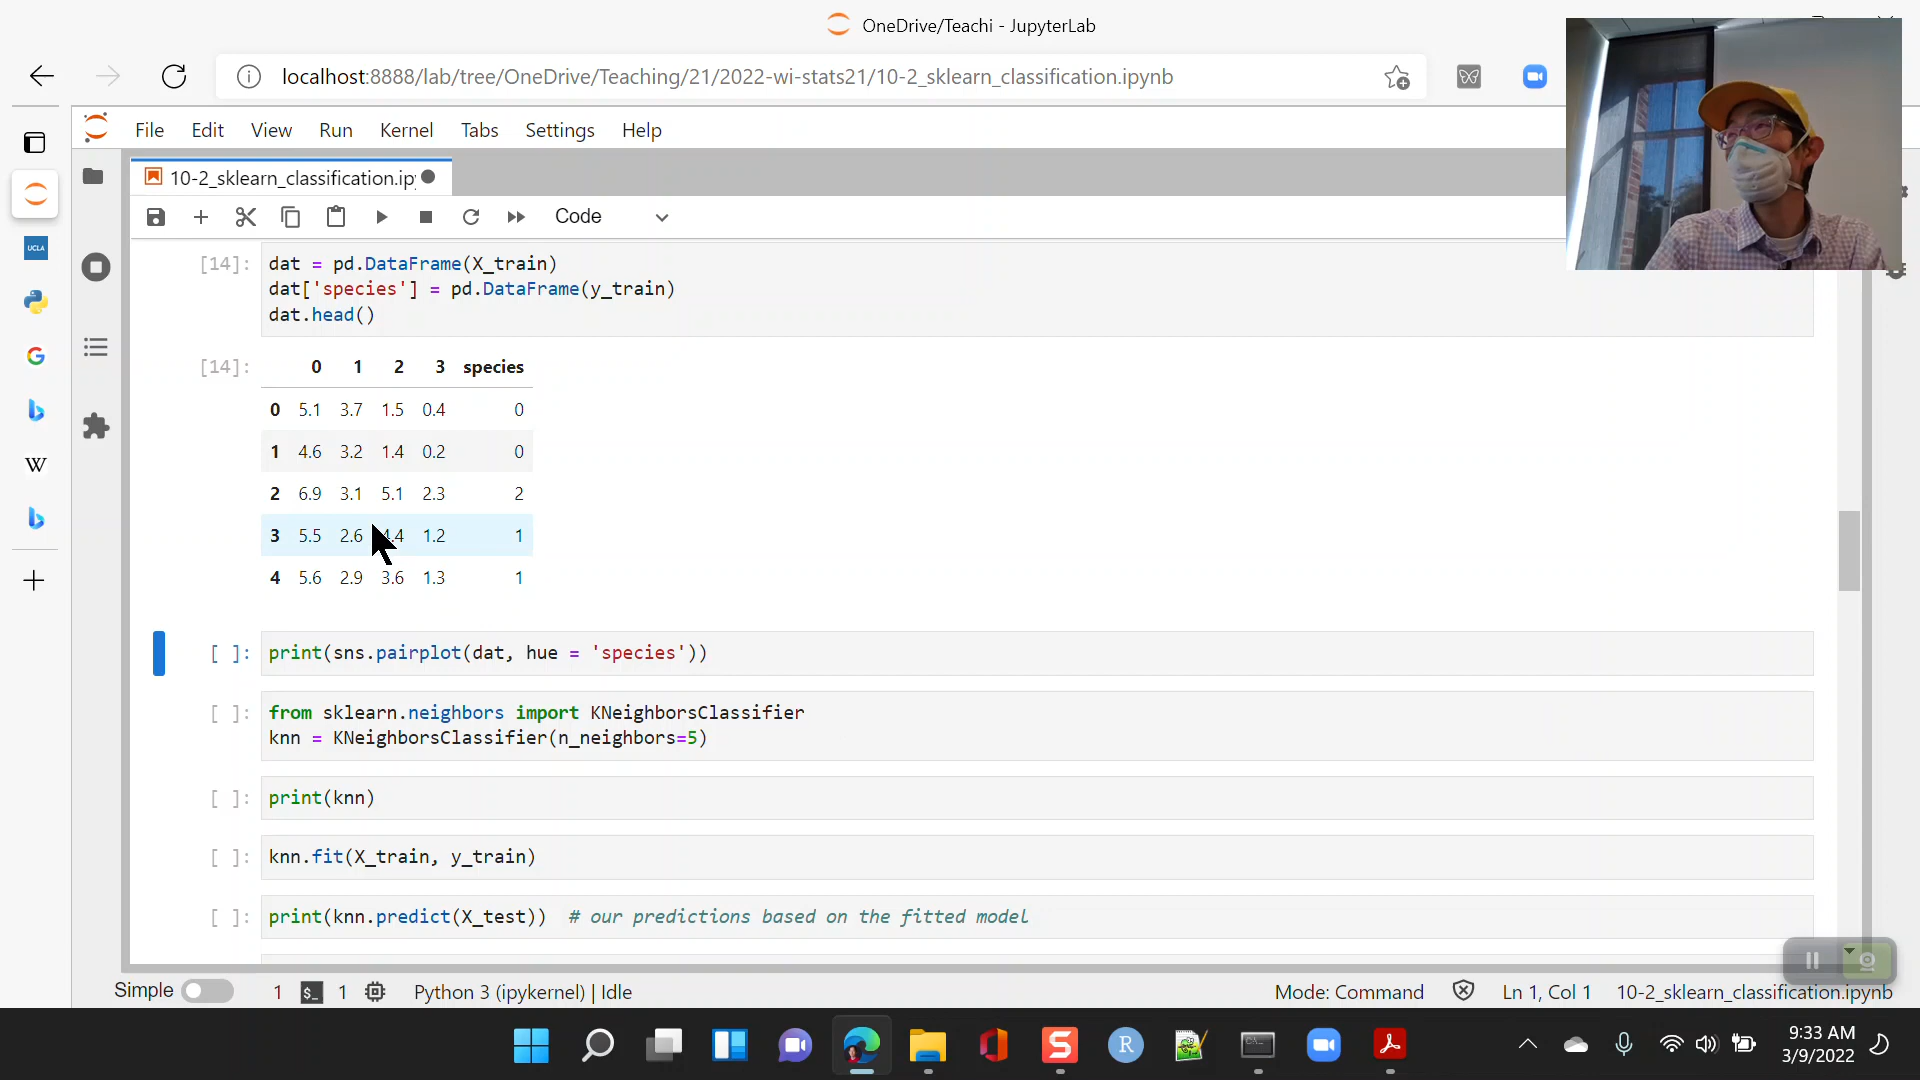 OneDrive/Teachi - JupyterLab
localhost:8888/lab/tree/OneDrive/Teaching/21/2022-wi-stats21/10-2_sklearn_classification.ipynb
File Edit View Run Kernel Tabs Settings Help
10-2_sklearn_classification.ip
Code
UCLA
[14]: dat = pd.DataFrame(X_train)
dat['species'] = pd.DataFrame(y_train)
dat.head()
[14]: 0 1 2 3 species
0 5.1 3.7 1.5 0.4 0
1 4.6 3.2 1.4 0.2 0
2 6.9 3.1 5.1 2.3 2
3 5.5 2.6 4.4 1.2 1
4 5.6 2.9 3.6 1.3 1
[ ]: print(sns.pairplot(dat, hue = 'species'))
[ ]: from sklearn.neighbors import KNeighborsClassifier
knn = KNeighborsClassifier(n_neighbors=5)
[ ]: print(knn)
[ ]: knn.fit(X_train, y_train)
[ ]: print(knn.predict(X_test)) # our predictions based on the fitted model
Simple 1 $_ 1 Python 3 (ipykernel) | Idle Mode: Command Ln 1, Col 1 10-2_sklearn_classification.ipynb
9:33 AM
3/9/2022